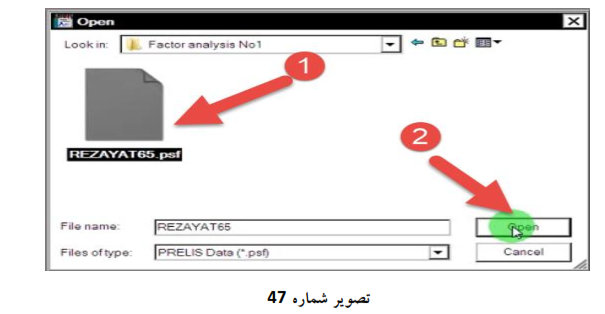 Open
Look in: Factor analysis No1
1
REZAYAT65.psf
2
File name: REZAYAT65 Open
Files of type: PRELIS Data (*.psf) Cancel
تصویر شماره 47